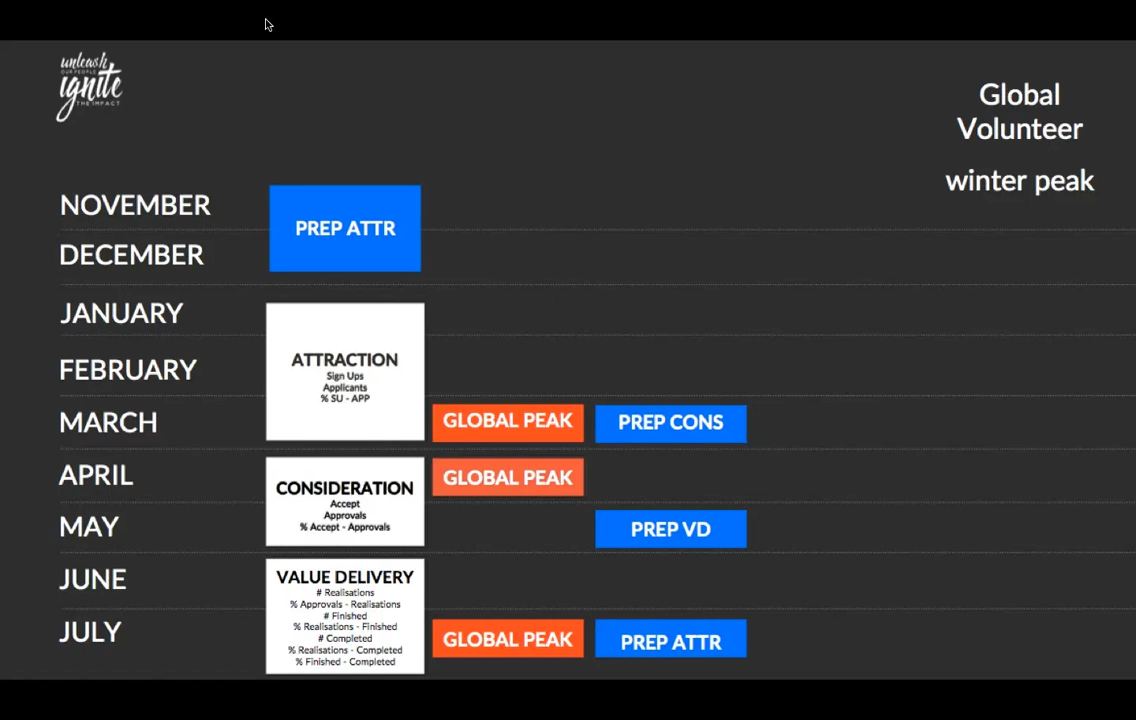 unleash
OUR PEOPLE
ignite
THE IMPACT
Global
Volunteer
winter peak
NOVEMBER
PREP ATTR
DECEMBER
JANUARY
FEBRUARY
ATTRACTION
Sign Ups
Applicants
% SU - APP
MARCH
GLOBAL PEAK
PREP CONS
APRIL
CONSIDERATION
Accept
Approvals
% Accept - Approvals
GLOBAL PEAK
MAY
PREP VD
JUNE
VALUE DELIVERY
# Realisations
% Approvals - Realisations
# Finished
% Realisations - Finished
# Completed
% Realisations - Completed
% Finished - Completed
JULY
GLOBAL PEAK
PREP ATTR